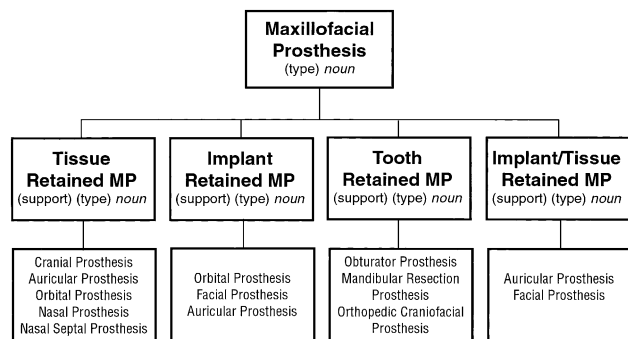 Maxillofacial
Prosthesis
(type) noun
Tissue
Retained MP
(support) (type) noun
Implant
Retained MP
(support) (type) noun
Tooth
Retained MP
(support) (type) noun
Implant/Tissue
Retained MP
(support) (type) noun
Cranial Prosthesis
Auricular Prosthesis
Orbital Prosthesis
Nasal Prosthesis
Nasal Septal Prosthesis
Orbital Prosthesis
Facial Prosthesis
Auricular Prosthesis
Obturator Prosthesis
Mandibular Resection
Prosthesis
Orthopedic Craniofacial
Prosthesis
Auricular Prosthesis
Facial Prosthesis